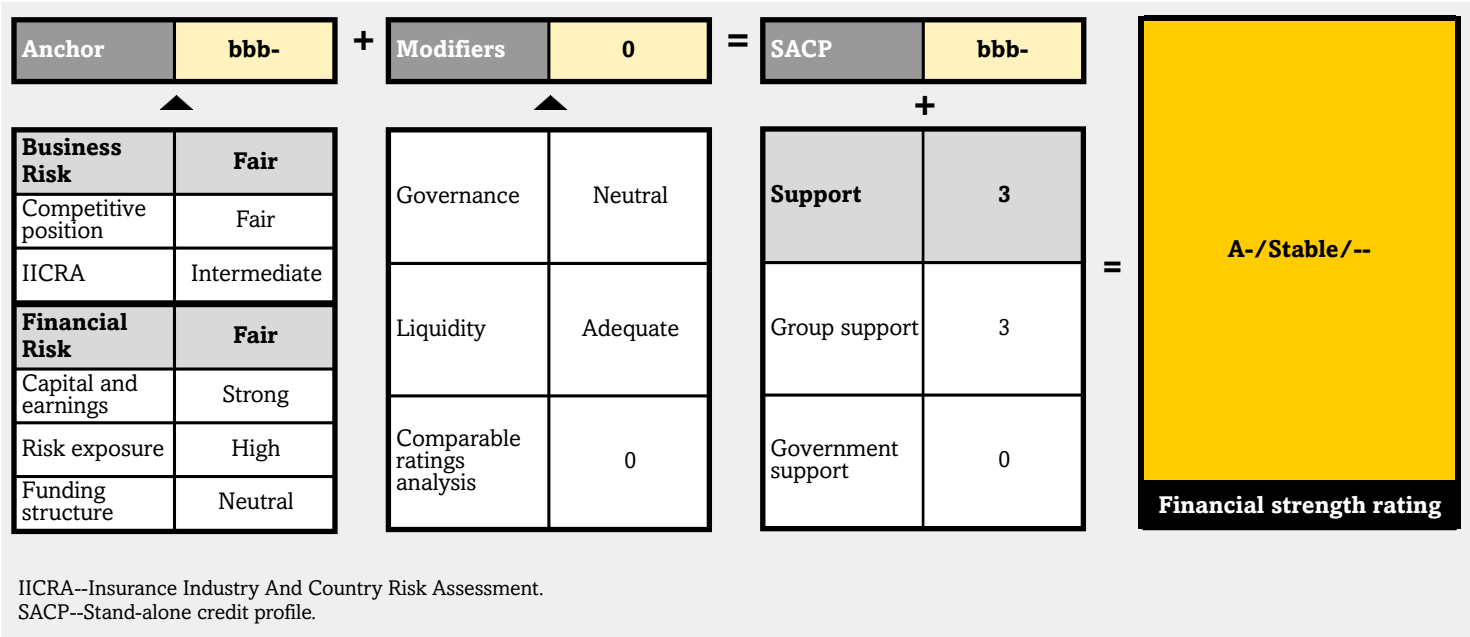 Anchor bbb- + Modifiers 0 = SACP bbb-
+
Business
Risk
Fair
Competitive
position
Fair
IICRA Intermediate
Financial
Risk
Fair
Capital and
earnings
Strong
Risk exposure High
Funding
structure
Neutral
Governance Neutral
Liquidity Adequate
Comparable
ratings
analysis
0
Support 3
Group support 3
Government
support
0
=
A-/Stable/--
Financial strength rating
IICRA--Insurance Industry And Country Risk Assessment.
SACP--Stand-alone credit profile.